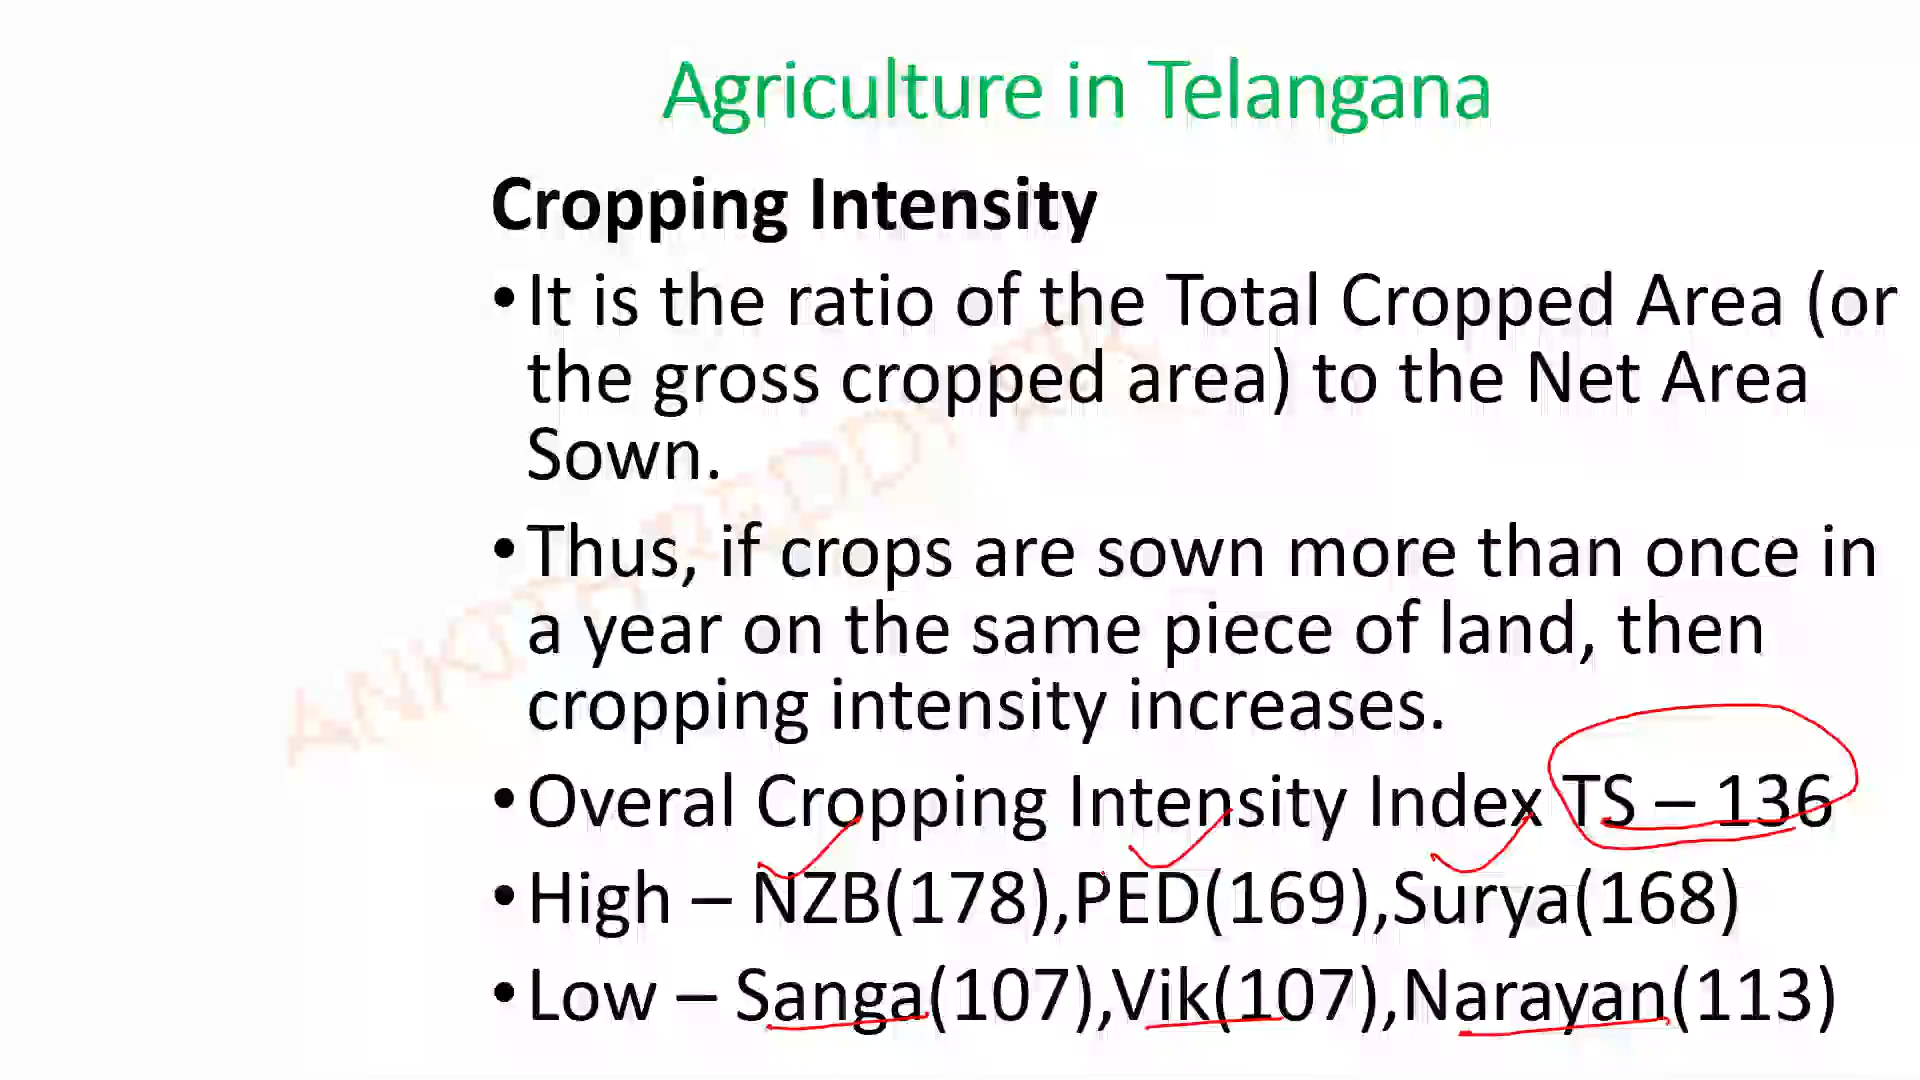 Agriculture in Telangana
Cropping Intensity
•It is the ratio of the Total Cropped Area (or
the gross cropped area) to the Net Area
Sown.
•Thus, if crops are sown more than once in
a year on the same piece of land, then
cropping intensity increases.
•Overal Cropping Intensity Index TS – 136
•High – NZB(178),PED(169),Surya(168)
•Low – Sanga(107),Vik(107),Narayan(113)
ANKITH REDDY